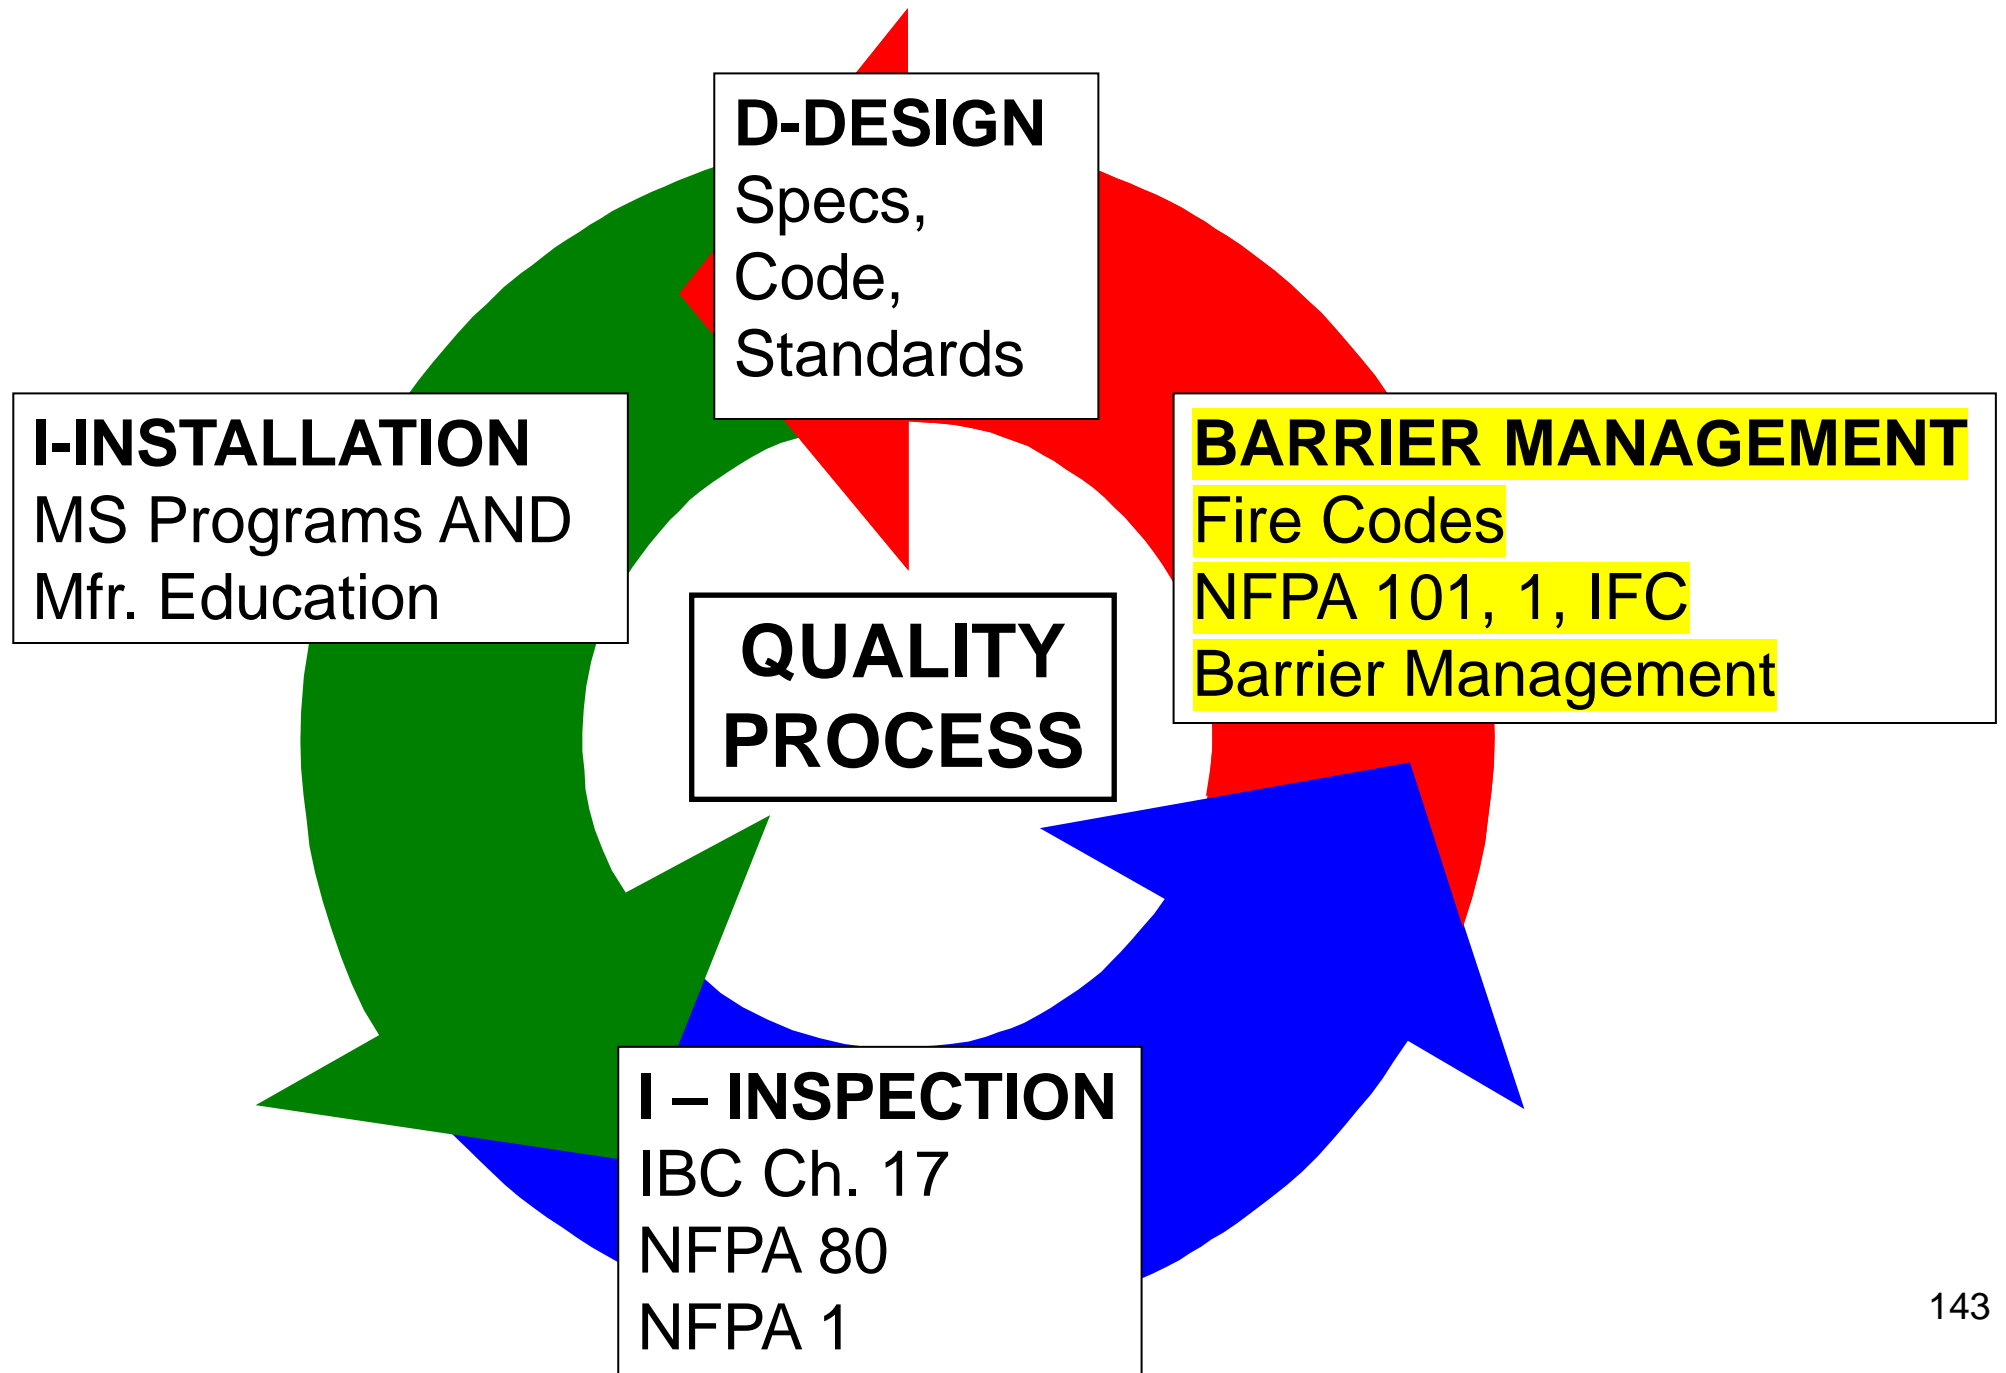 D-DESIGN
Specs,
Code,
Standards
I-INSTALLATION
MS Programs AND
Mfr. Education
BARRIER MANAGEMENT
Fire Codes
NFPA 101, 1, IFC
Barrier Management
QUALITY
PROCESS
I – INSPECTION
IBC Ch. 17
NFPA 80
NFPA 1
143